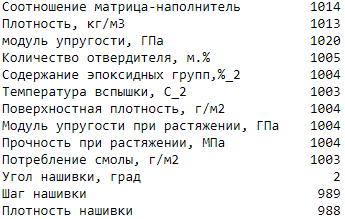 Соотношение матрица-наполнитель 1014
Плотность, кг/м3 1013
модуль упругости, ГПа 1020
Количество отвердителя, м.% 1005
Содержание эпоксидных групп,%_2 1004
Температура вспышки, С_2 1003
Поверхностная плотность, г/м2 1004
Модуль упругости при растяжении, ГПа 1004
Прочность при растяжении, МПа 1004
Потребление смолы, г/м2 1003
Угол нашивки, град 2
Шаг нашивки 989
Плотность нашивки 988